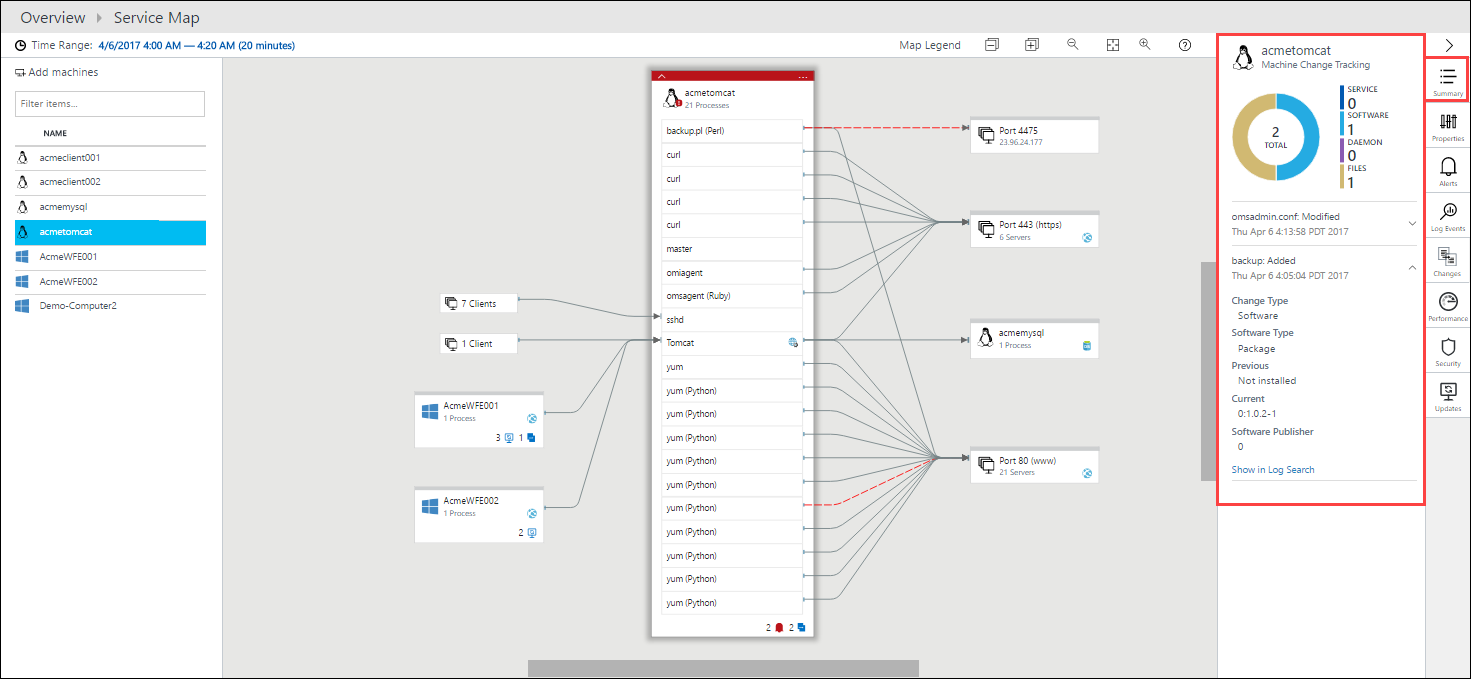 Overview Service Map
Time Range: 4/6/2017 4:00 AM — 4:20 AM (20 minutes)
Map Legend
Add machines
Filter items...
NAME
acmeclient001
acmeclient002
acmemysql
acmetomcat
AcmeWFE001
AcmeWFE002
Demo-Computer2
7 Clients
1 Client
AcmeWFE001
1 Process
3 1
AcmeWFE002
1 Process
2
acmetomcat
21 Processes
backup.pl (Perl)
curl
curl
curl
curl
master
omiagent
omsagent (Ruby)
sshd
Tomcat
yum
yum (Python)
yum (Python)
yum (Python)
yum (Python)
yum (Python)
yum (Python)
yum (Python)
yum (Python)
yum (Python)
yum (Python)
2 2
Port 4475
23.96.24.177
Port 443 (https)
6 Servers
acmemysql
1 Process
Port 80 (www)
21 Servers
acmetomcat
Machine Change Tracking
2
TOTAL
SERVICE
0
SOFTWARE
1
DAEMON
0
FILES
1
omsadmin.conf: Modified
Thu Apr 6 4:13:58 PDT 2017
backup: Added
Thu Apr 6 4:05:04 PDT 2017
Change Type
Software
Software Type
Package
Previous
Not installed
Current
0:1.0.2-1
Software Publisher
0
Show in Log Search
Summary
Properties
Alerts
Log Events
Changes
Performance
Security
Updates